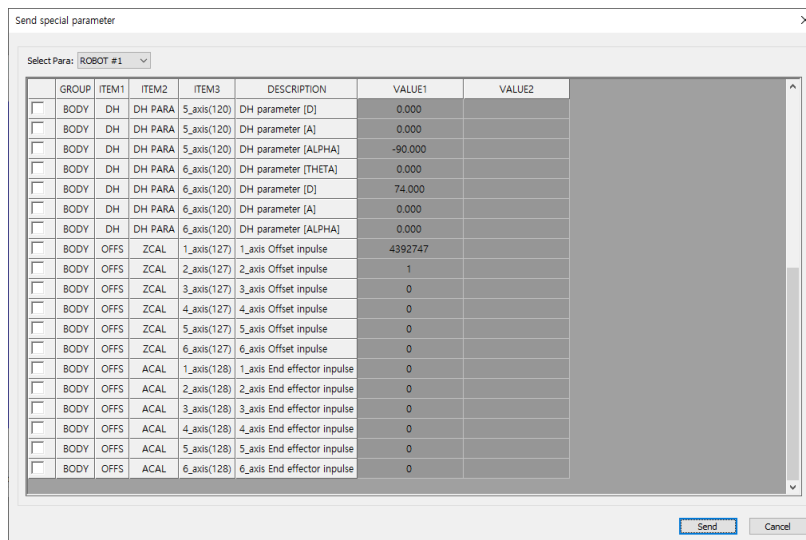 Send special parameter
Select Para: ROBOT #1
GROUP ITEM1 ITEM2 ITEM3 DESCRIPTION VALUE1 VALUE2
BODY DH DH PARA 5_axis(120) DH parameter [D] 0.000
BODY DH DH PARA 5_axis(120) DH parameter [A] 0.000
BODY DH DH PARA 5_axis(120) DH parameter [ALPHA] -90.000
BODY DH DH PARA 6_axis(120) DH parameter [THETA] 0.000
BODY DH DH PARA 6_axis(120) DH parameter [D] 74.000
BODY DH DH PARA 6_axis(120) DH parameter [A] 0.000
BODY DH DH PARA 6_axis(120) DH parameter [ALPHA] 0.000
BODY OFFS ZCAL 1_axis(127) 1_axis Offset inpulse 4392747
BODY OFFS ZCAL 2_axis(127) 2_axis Offset inpulse 1
BODY OFFS ZCAL 3_axis(127) 3_axis Offset inpulse 0
BODY OFFS ZCAL 4_axis(127) 4_axis Offset inpulse 0
BODY OFFS ZCAL 5_axis(127) 5_axis Offset inpulse 0
BODY OFFS ZCAL 6_axis(127) 6_axis Offset inpulse 0
BODY OFFS ACAL 1_axis(128) 1_axis End effector inpulse 0
BODY OFFS ACAL 2_axis(128) 2_axis End effector inpulse 0
BODY OFFS ACAL 3_axis(128) 3_axis End effector inpulse 0
BODY OFFS ACAL 4_axis(128) 4_axis End effector inpulse 0
BODY OFFS ACAL 5_axis(128) 5_axis End effector inpulse 0
BODY OFFS ACAL 6_axis(128) 6_axis End effector inpulse 0
Send Cancel